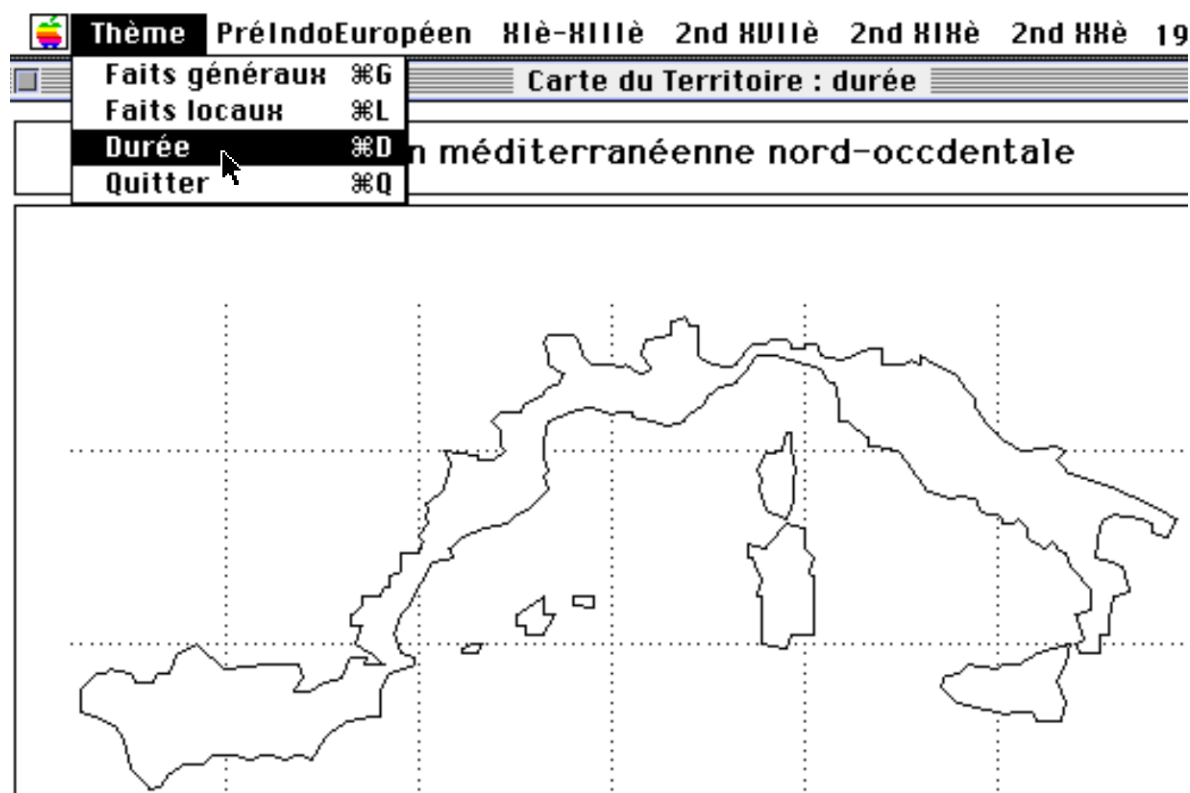 Thème PréIndoEuropéen XIè-XIIIè 2nd XVIIè 2nd XIXè 2nd XXè 19
Faits généraux ⌘G
Carte du Territoire : durée
Faits locaux ⌘L
Durée ⌘D
n méditerranéenne nord-occdentale
Quitter ⌘Q